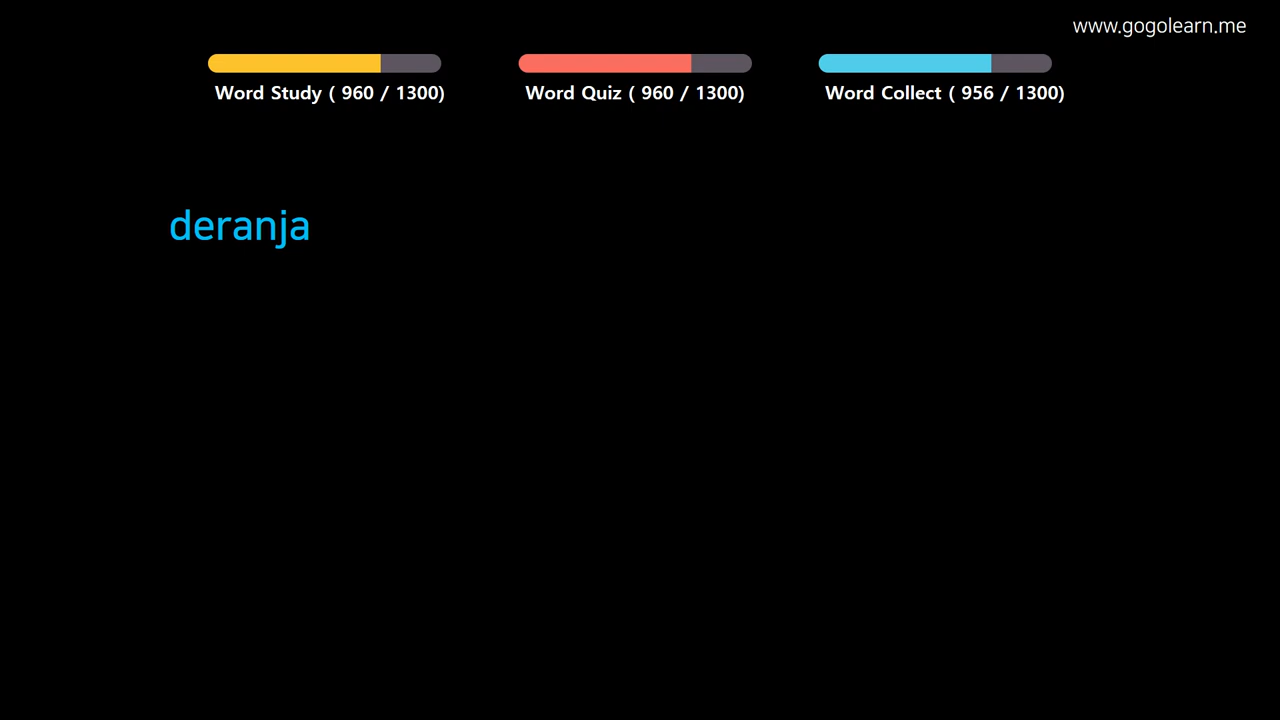 www.gogolearn.me
Word Study ( 960 / 1300)
Word Quiz ( 960 / 1300)
Word Collect ( 956 / 1300)
deranja